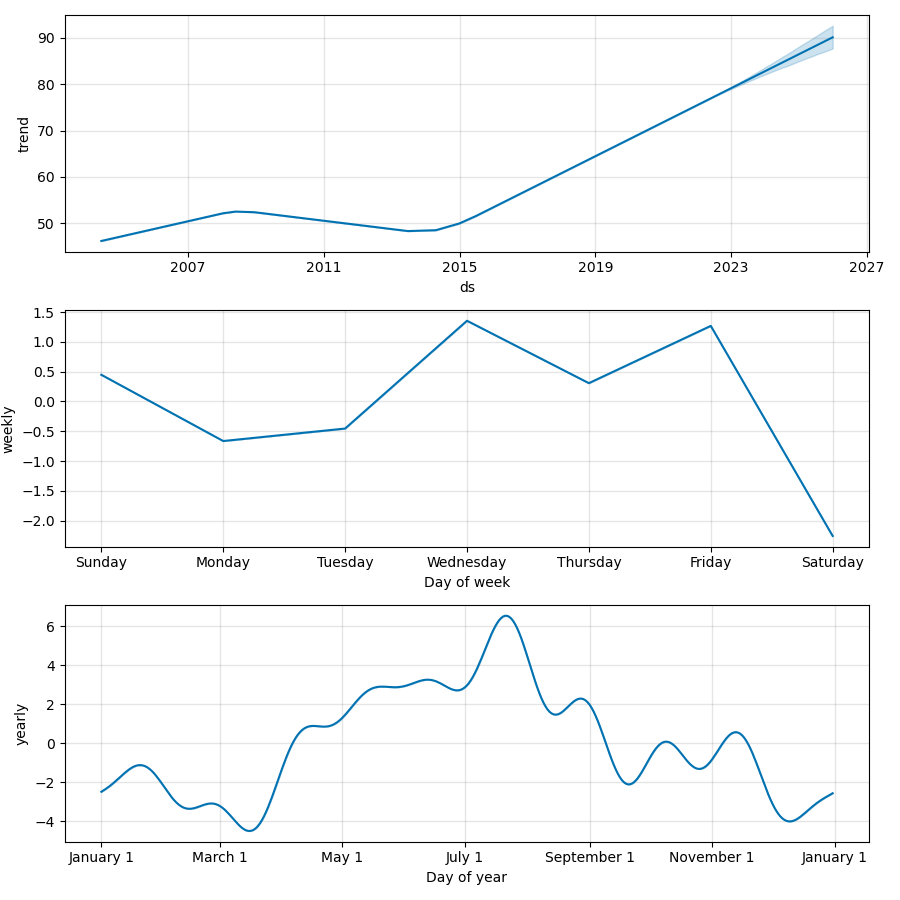 90
80
70
60
50
trend
2007 2011 2015 2019 2023 2027
ds
1.5
1.0
0.5
0.0
−0.5
−1.0
−1.5
−2.0
weekly
Sunday Monday Tuesday Wednesday Thursday Friday Saturday
Day of week
6
4
2
0
−2
−4
yearly
January 1 March 1 May 1 July 1 September 1 November 1 January 1
Day of year